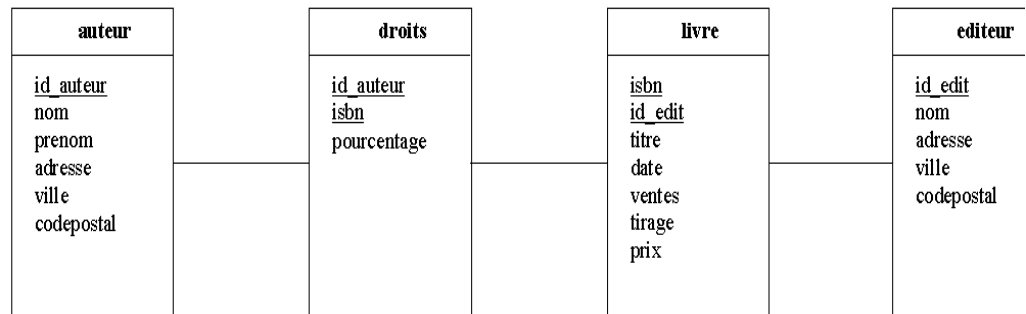 auteur
id_auteur
nom
prenom
adresse
ville
codepostal
droits
id_auteur
isbn
pourcentage
livre
isbn
id_edit
titre
date
ventes
tirage
prix
editeur
id_edit
nom
adresse
ville
codepostal